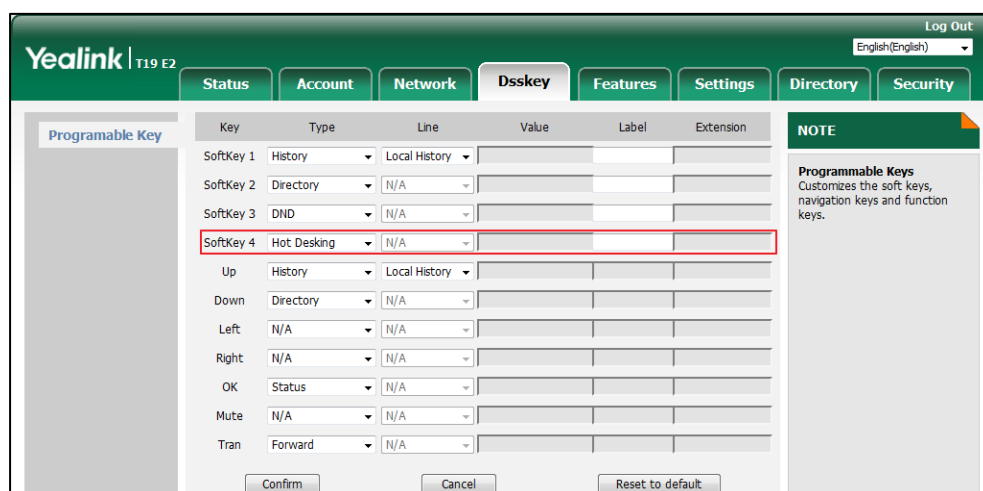 Log Out
Yealink T19 E2
English(English)
Status Account Network Dsskey Features Settings Directory Security
Programable Key
Key Type Line Value Label Extension
NOTE
SoftKey 1 History Local History
SoftKey 2 Directory N/A
SoftKey 3 DND N/A
SoftKey 4 Hot Desking N/A
Up History Local History
Down Directory N/A
Left N/A N/A
Right N/A N/A
OK Status N/A
Mute N/A N/A
Tran Forward N/A
Confirm Cancel Reset to default
Programmable Keys
Customizes the soft keys,
navigation keys and function
keys.